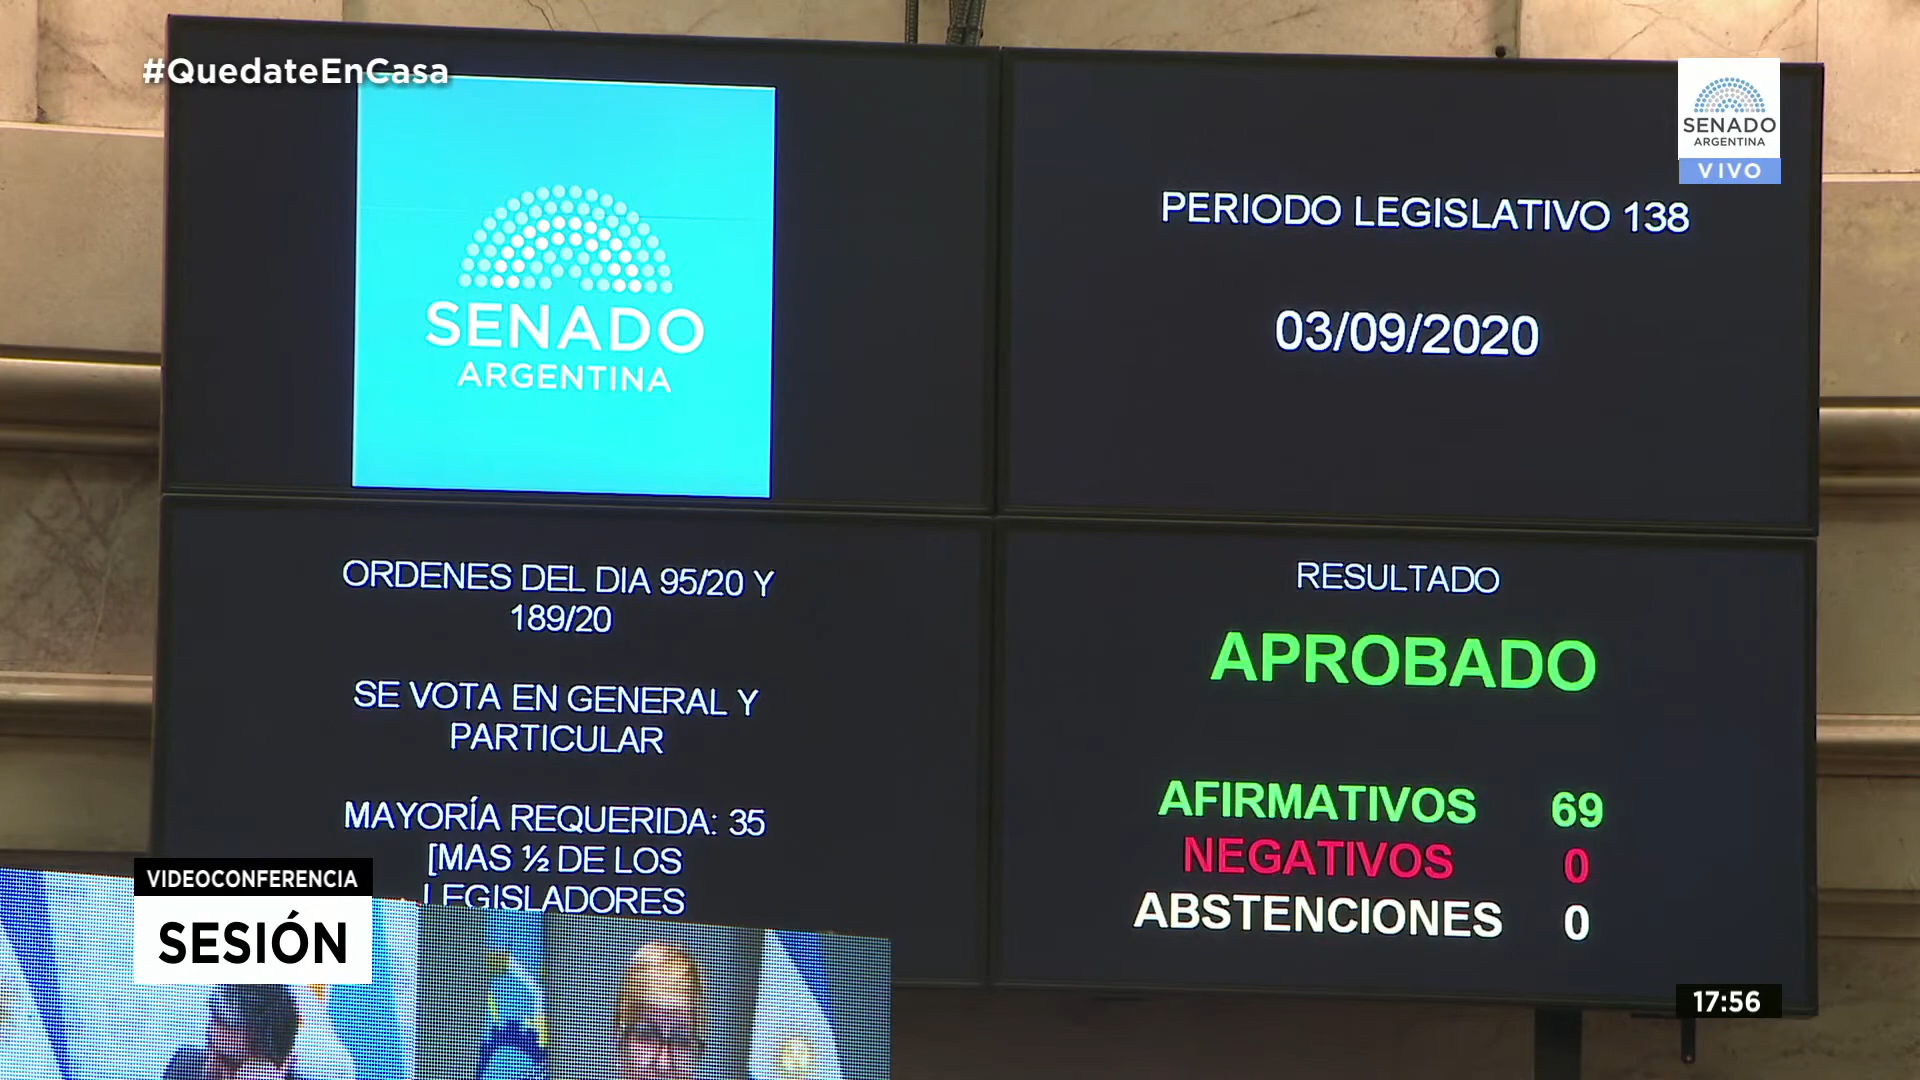 #QuedateEnCasa
SENADO
ARGENTINA
VIVO
SENADO
ARGENTINA
PERIODO LEGISLATIVO 138
03/09/2020
ORDENES DEL DIA 95/20 Y
189/20
SE VOTA EN GENERAL Y
PARTICULAR
MAYORÍA REQUERIDA: 35
[MAS ½ DE LOS
LEGISLADORES
RESULTADO
APROBADO
AFIRMATIVOS 69
NEGATIVOS 0
ABSTENCIONES 0
VIDEOCONFERENCIA
SESIÓN
17:56